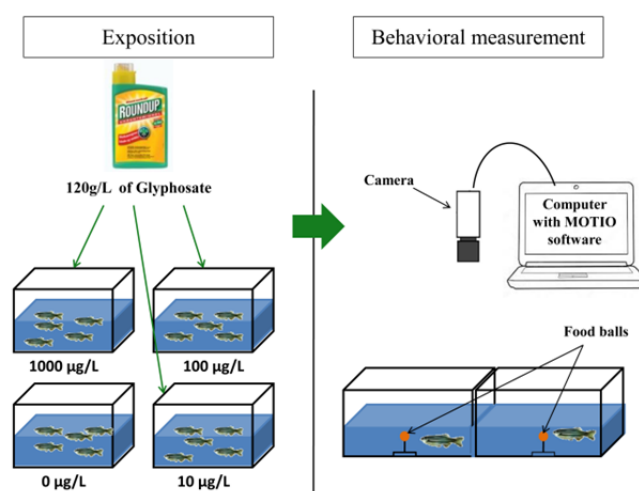 Exposition
Behavioral measurement
ROUNDUP
120g/L of Glyphosate
1000 µg/L
100 µg/L
0 µg/L
10 µg/L
Camera
Computer
with MOTIO
software
Food balls